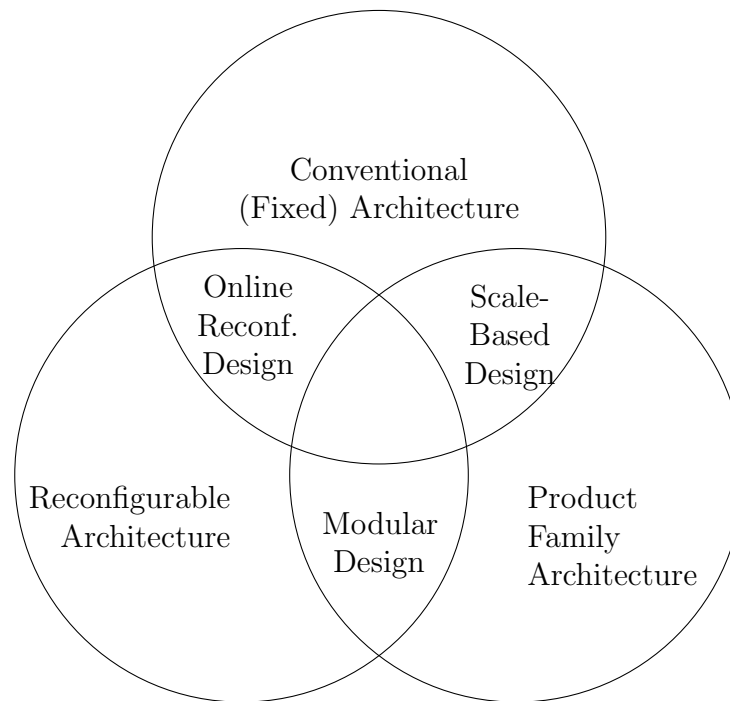 Conventional
(Fixed) Architecture
Online
Reconf.
Design
Scale-
Based
Design
Reconfigurable
Architecture
Modular
Design
Product
Family
Architecture